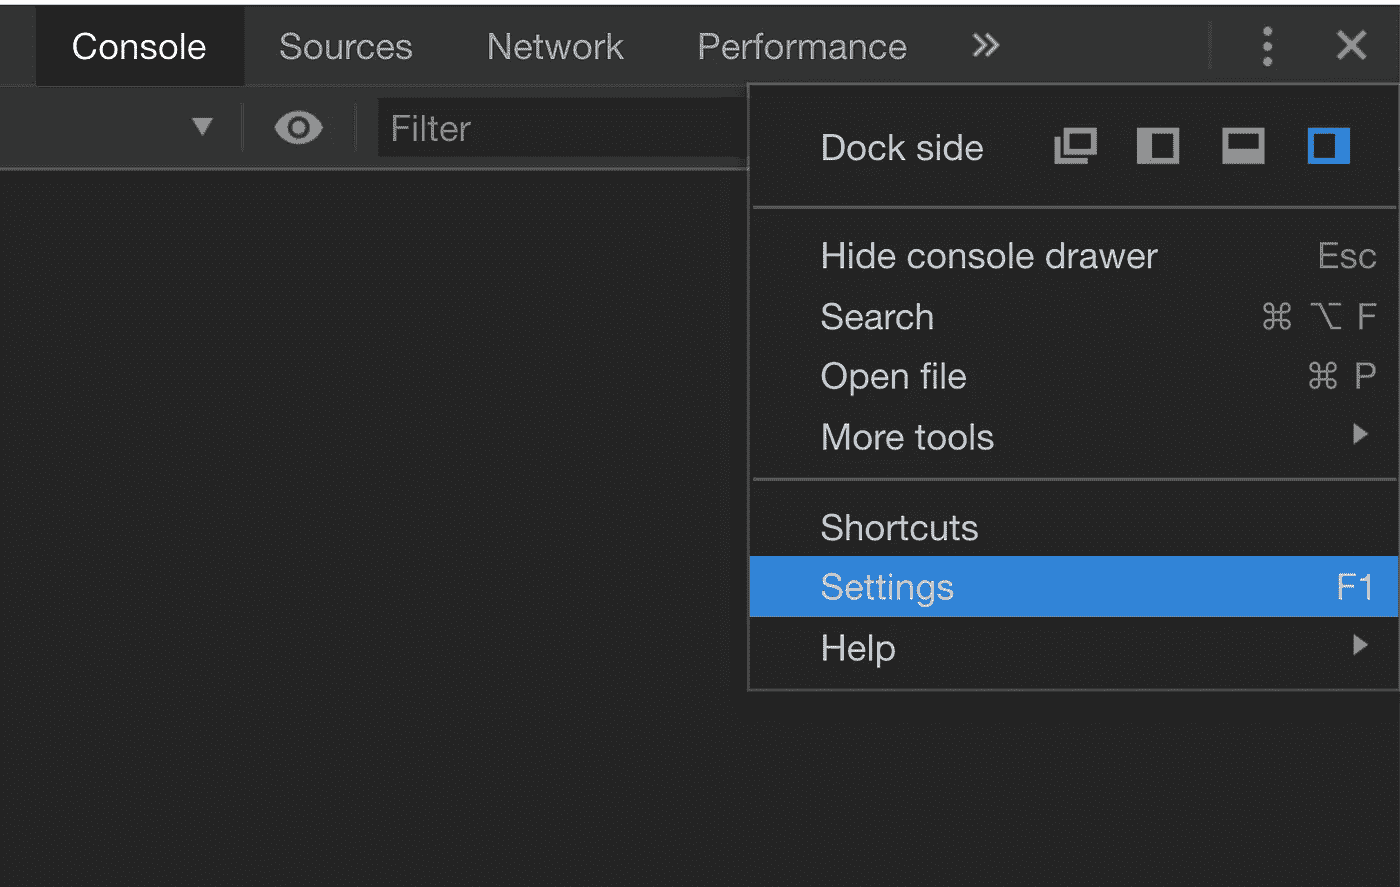 Console Sources Network Performance »
Filter
Dock side
Hide console drawer Esc
Search ⌘ ⌥ F
Open file ⌘ P
More tools
Shortcuts
Settings F1
Help